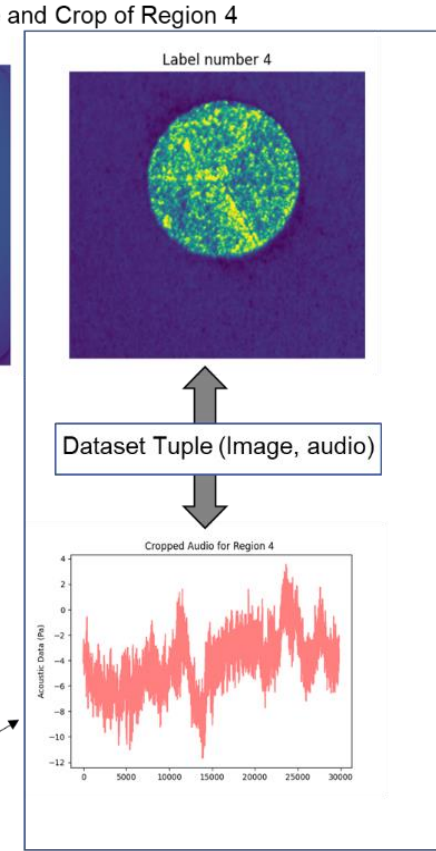 and Crop of Region 4
Label number 4
Dataset Tuple (Image, audio)
Cropped Audio for Region 4
4
2
0
−2
−4
−6
−8
−10
−12
Acoustic Data (Pa)
0 5000 10000 15000 20000 25000 30000